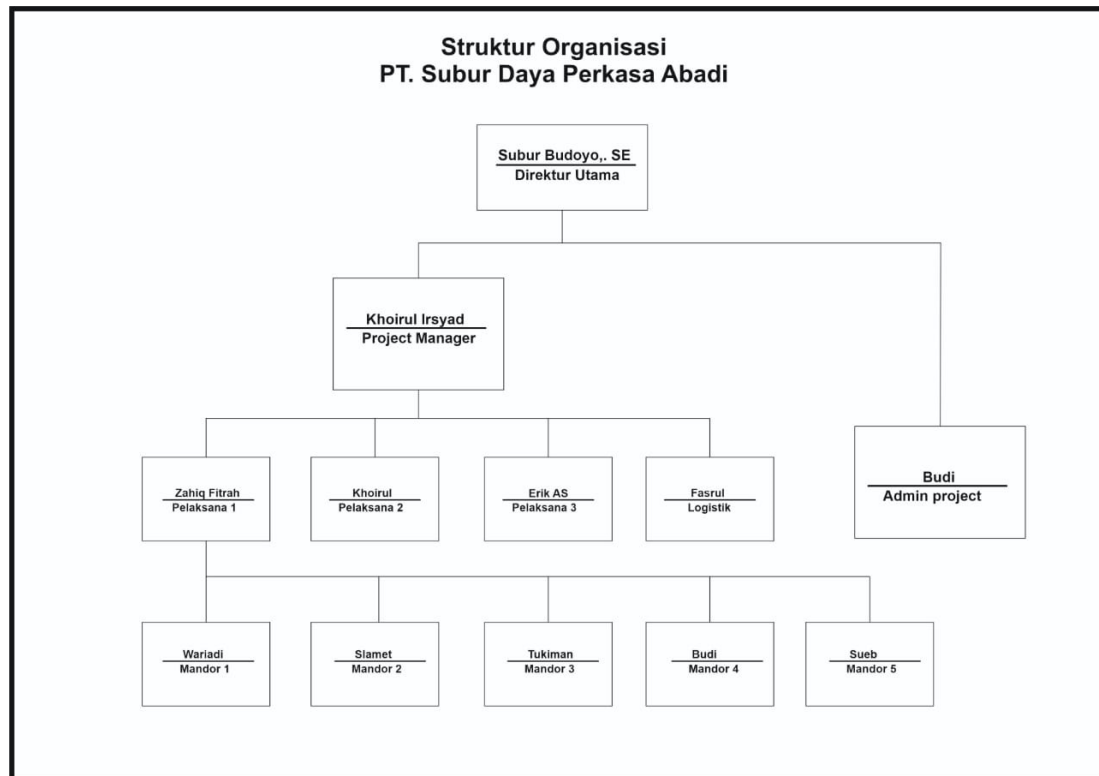 Struktur Organisasi
PT. Subur Daya Perkasa Abadi
Subur Budoyo,. SE
Direktur Utama
Khoirul Irsyad
Project Manager
Zahiq Fitrah
Pelaksana 1
Khoirul
Pelaksana 2
Erik AS
Pelaksana 3
Fasrul
Logistik
Budi
Admin project
Wariadi
Mandor 1
Slamet
Mandor 2
Tukiman
Mandor 3
Budi
Mandor 4
Sueb
Mandor 5